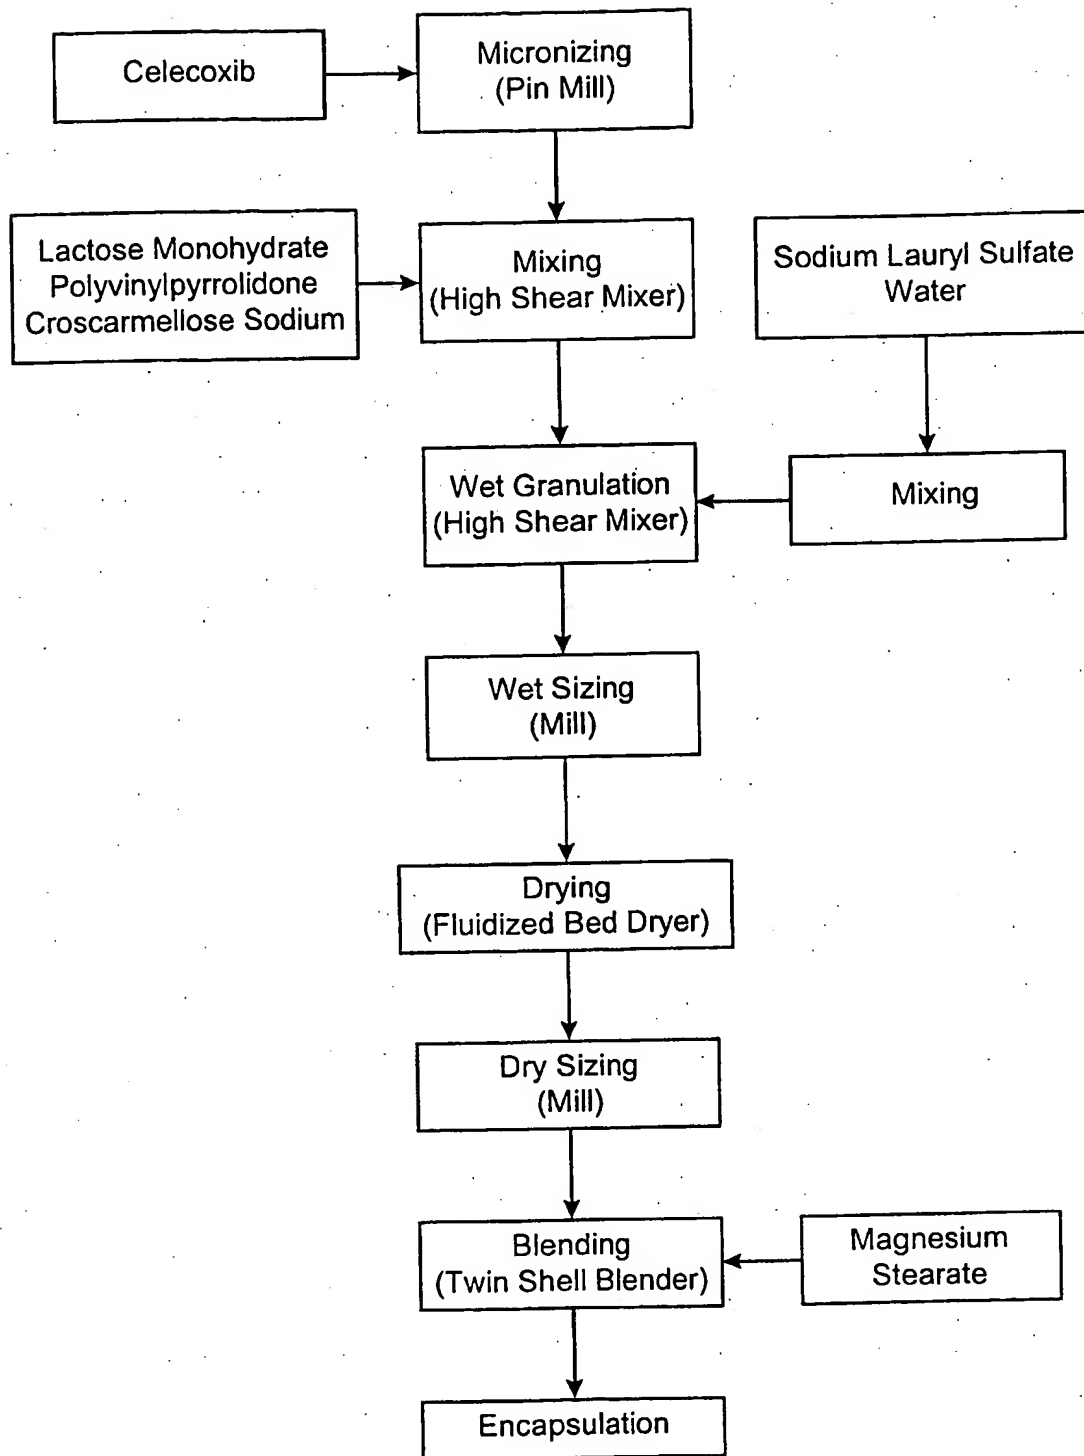 Celecoxib
Micronizing
(Pin Mill)
Lactose Monohydrate
Polyvinylpyrrolidone
Croscarmellose Sodium
Mixing
(High Shear Mixer)
Sodium Lauryl Sulfate
Water
Wet Granulation
(High Shear Mixer)
Mixing
Wet Sizing
(Mill)
Drying
(Fluidized Bed Dryer)
Dry Sizing
(Mill)
Blending
(Twin Shell Blender)
Magnesium
Stearate
Encapsulation